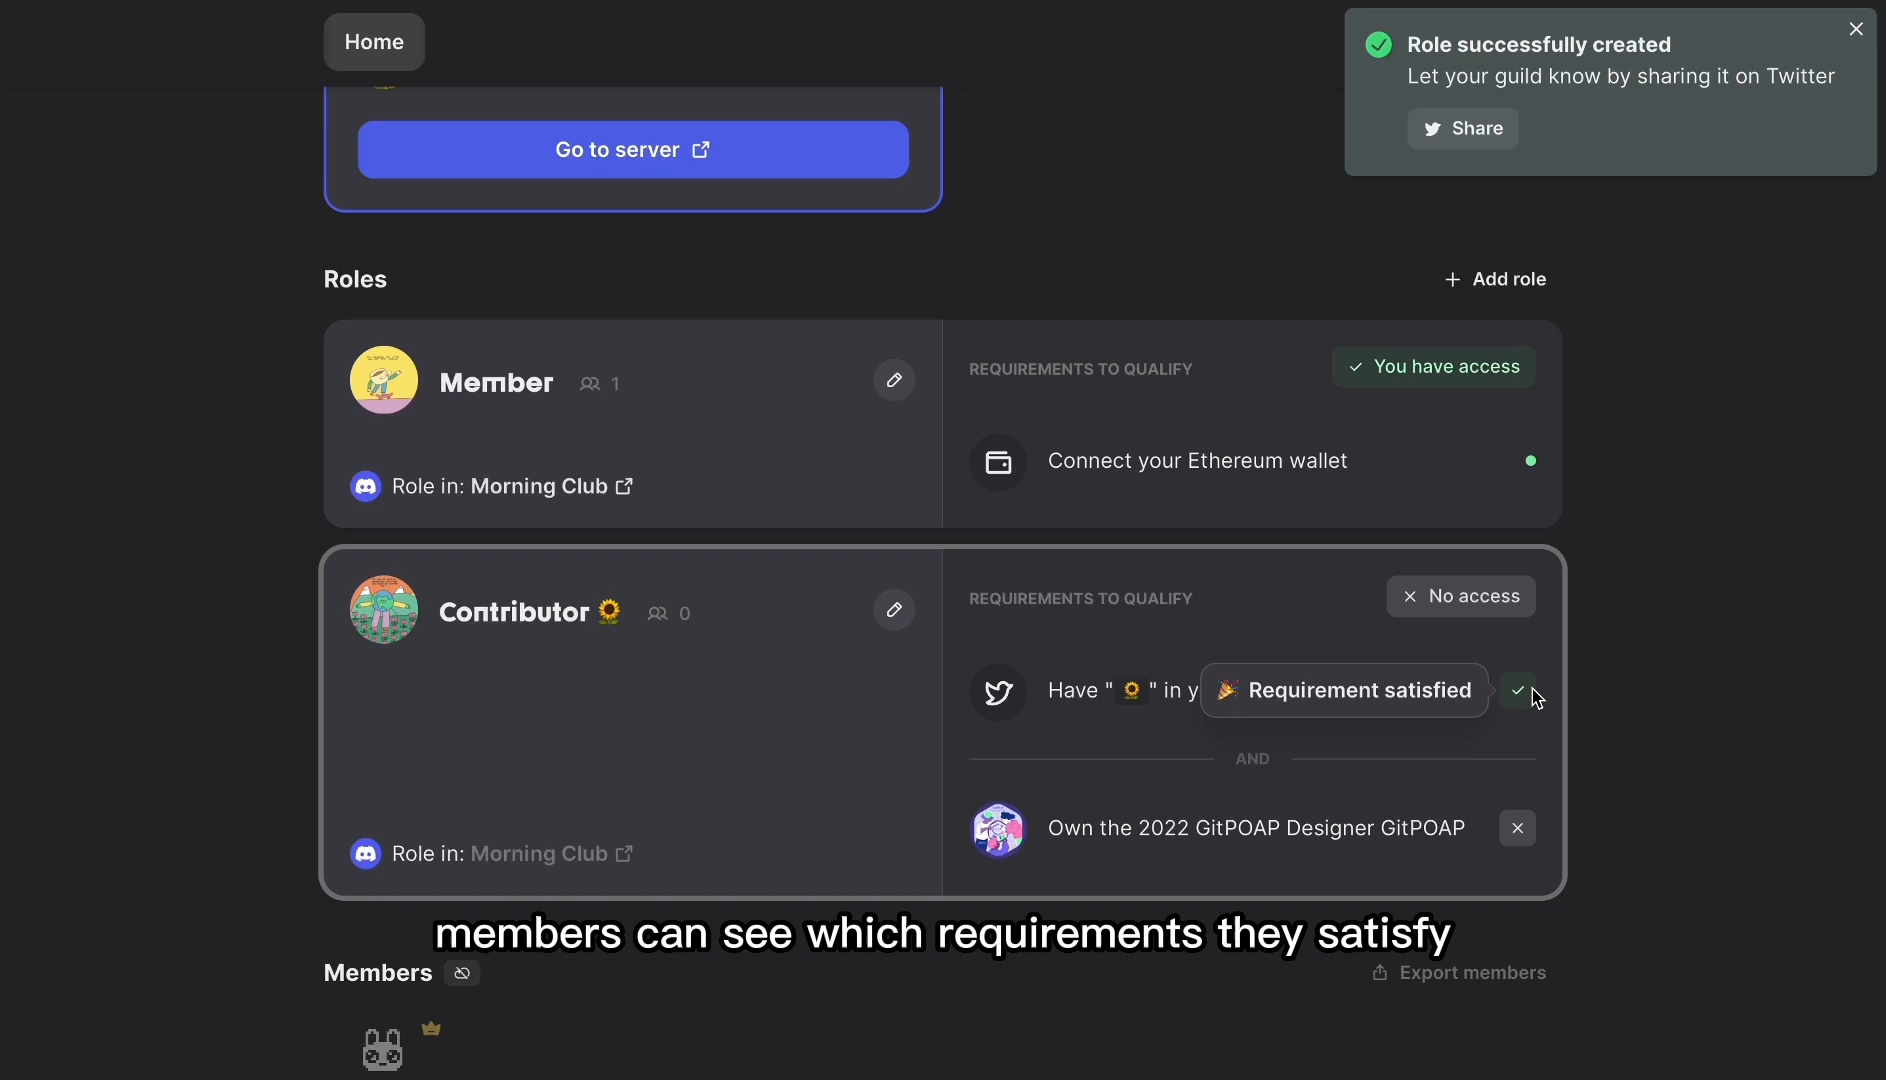 Home
Role successfully created
Let your guild know by sharing it on Twitter
Share
Go to server
Roles
+ Add role
Member 1
REQUIREMENTS TO QUALIFY
You have access
Connect your Ethereum wallet
Role in: Morning Club
Contributor 🌻 0
REQUIREMENTS TO QUALIFY
No access
Have "🌻" in y
🎉 Requirement satisfied
AND
Own the 2022 GitPOAP Designer GitPOAP
Role in: Morning Club
members can see which requirements they satisfy
Members
Export members